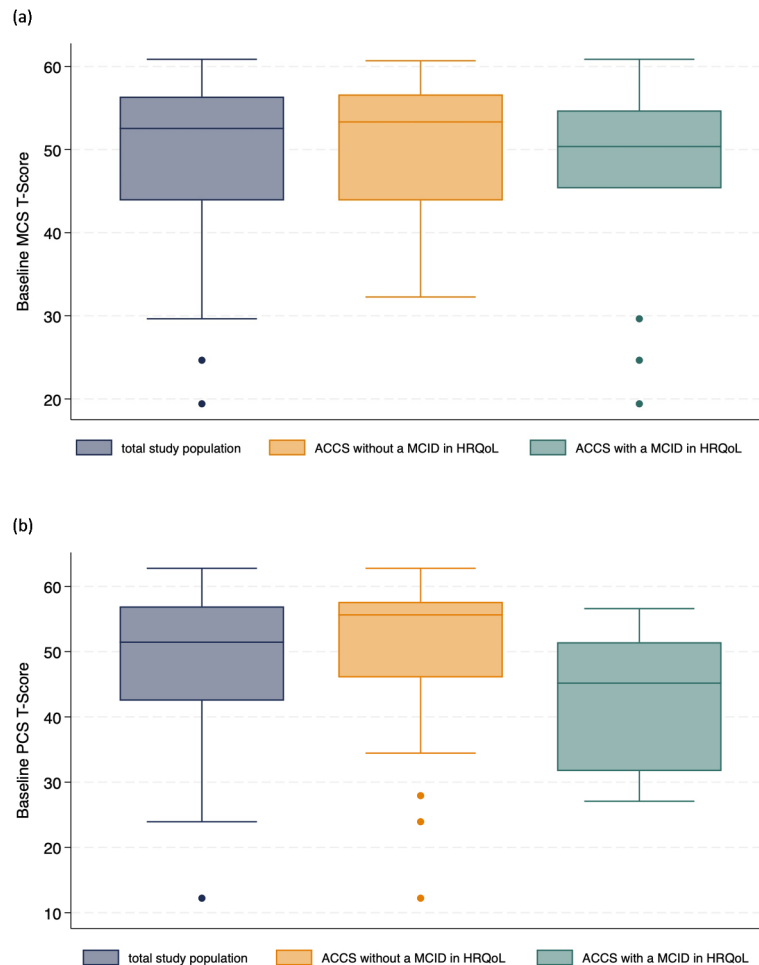 (a)
Baseline MCS T-Score
60
50
40
30
20
total study population ACCS without a MCID in HRQoL ACCS with a MCID in HRQoL
(b)
Baseline PCS T-Score
60
50
40
30
20
10
total study population ACCS without a MCID in HRQoL ACCS with a MCID in HRQoL